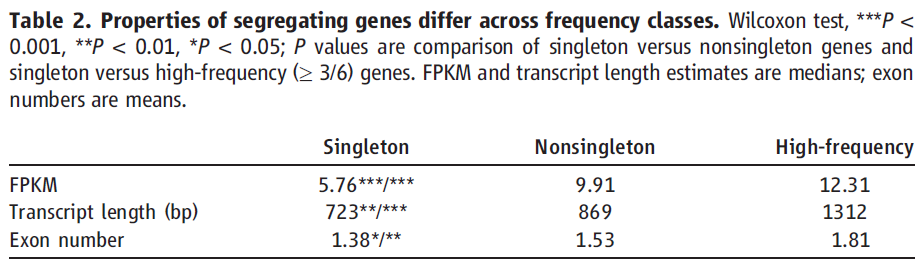 Table 2. Properties of segregating genes differ across frequency classes. Wilcoxon test, ***P <
0.001, **P < 0.01, *P < 0.05; P values are comparison of singleton versus nonsingleton genes and
singleton versus high-frequency (≥ 3/6) genes. FPKM and transcript length estimates are medians; exon
numbers are means.
Singleton Nonsingleton High-frequency
FPKM 5.76***/*** 9.91 12.31
Transcript length (bp) 723**/*** 869 1312
Exon number 1.38*/** 1.53 1.81